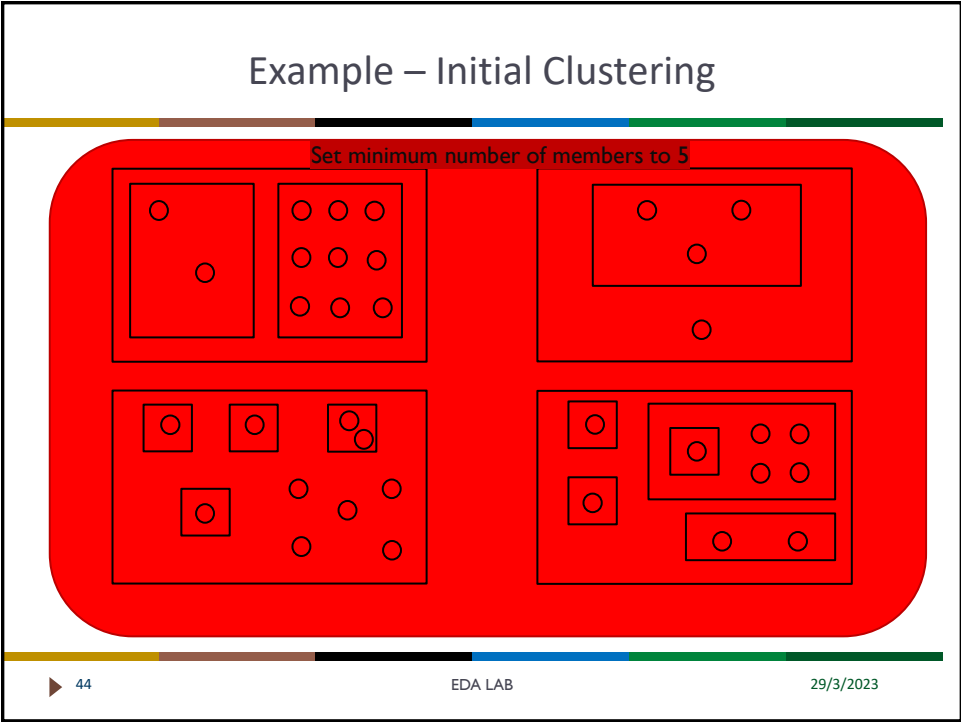 Example – Initial Clustering
Set minimum number of members to 5
44
EDA LAB
29/3/2023